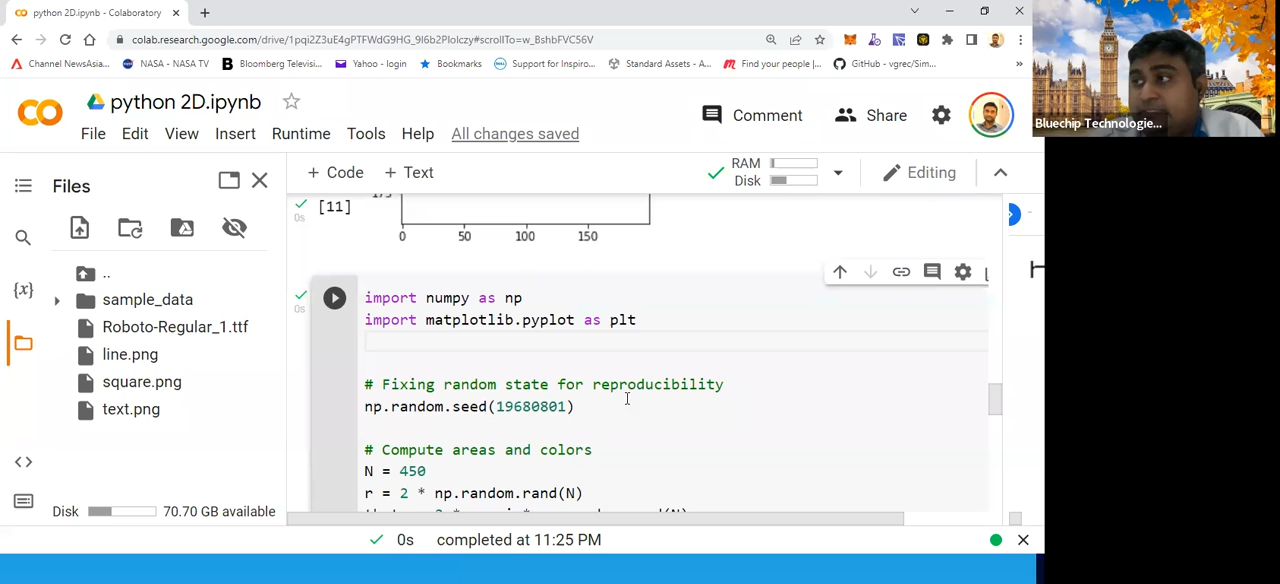 python 2D.ipynb - Colaboratory
colab.research.google.com/drive/1pqi2Z3uE4gPTFWdG9HG_9I6b2PIoIczy#scrollTo=w_BshbFVC56V
Channel NewsAsia...
NASA - NASA TV
Bloomberg Televisi...
Yahoo - login
Bookmarks
Support for Inspiro...
Standard Assets - A...
Find your people |...
GitHub - vgrec/Sim...
»
Bluechip Technologie...
python 2D.ipynb
File Edit View Insert Runtime Tools Help All changes saved
Comment
Share
Files
+ Code + Text
RAM
Disk
Editing
..
sample_data
Roboto-Regular_1.ttf
line.png
square.png
text.png
{x}
Disk 70.70 GB available
0s
[11]
175
0 50 100 150
0s
import numpy as np
import matplotlib.pyplot as plt
# Fixing random state for reproducibility
np.random.seed(19680801)
# Compute areas and colors
N = 450
r = 2 * np.random.rand(N)
0s completed at 11:25 PM